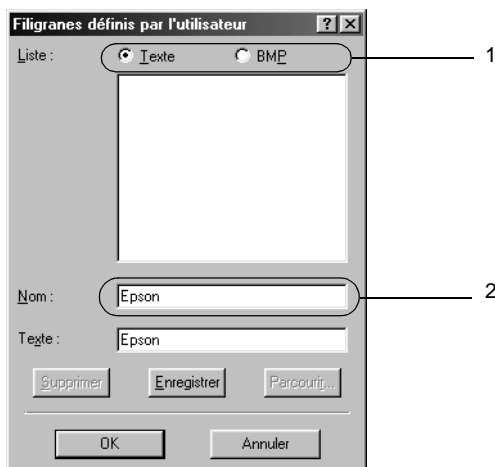 Filigranes définis par l'utilisateur
Liste : Texte BMP 1
Nom : Epson 2
Texte : Epson
Supprimer Enregistrer Parcourir...
OK Annuler